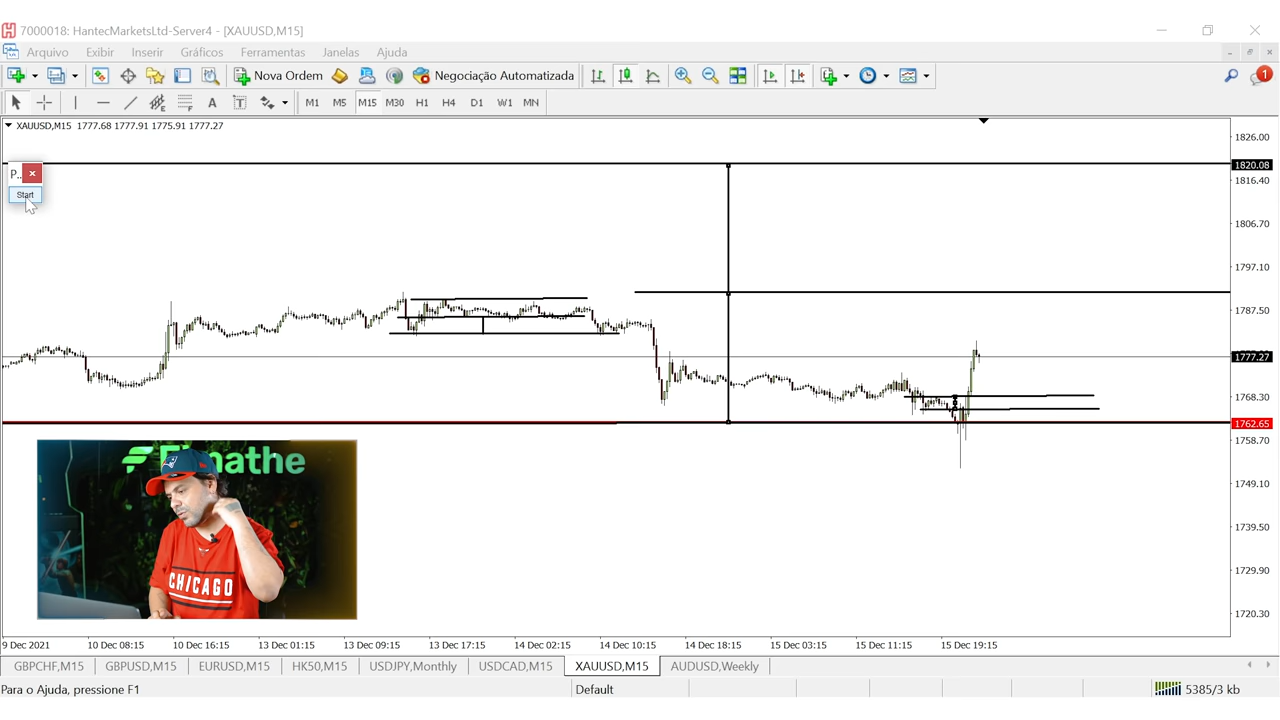 7000018: HantecMarketsLtd-Server4 - [XAUUSD,M15]
Arquivo Exibir Inserir Gráficos Ferramentas Janelas Ajuda
Nova Ordem Negociação Automatizada 1
A T M1 M5 M15 M30 H1 H4 D1 W1 MN
XAUUSD,M15 1777.68 1777.91 1775.91 1777.27
1826.00
1820.08
P..
1816.40
Start
1806.70
1797.10
1787.50
1777.27
1768.30
1762.65
1758.70
1749.10
1739.50
1729.90
1720.30
CHICAGO
9 Dec 2021 10 Dec 08:15 10 Dec 16:15 13 Dec 01:15 13 Dec 09:15 13 Dec 17:15 14 Dec 02:15 14 Dec 10:15 14 Dec 18:15 15 Dec 03:15 15 Dec 11:15 15 Dec 19:15
GBPCHF,M15 GBPUSD,M15 EURUSD,M15 HK50,M15 USDJPY,Monthly USDCAD,M15 XAUUSD,M15 AUDUSD,Weekly
Para o Ajuda, pressione F1 Default 5385/3 kb